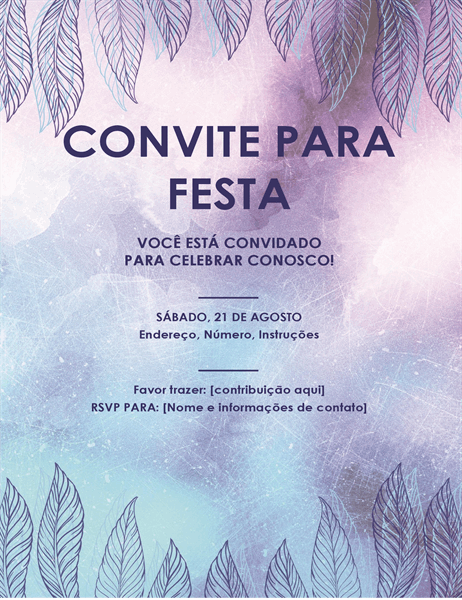 CONVITE PARA
FESTA
VOCÊ ESTÁ CONVIDADO
PARA CELEBRAR CONOSCO!
SÁBADO, 21 DE AGOSTO
Endereço, Número, Instruções
Favor trazer: [contribuição aqui]
RSVP PARA: [Nome e informações de contato]